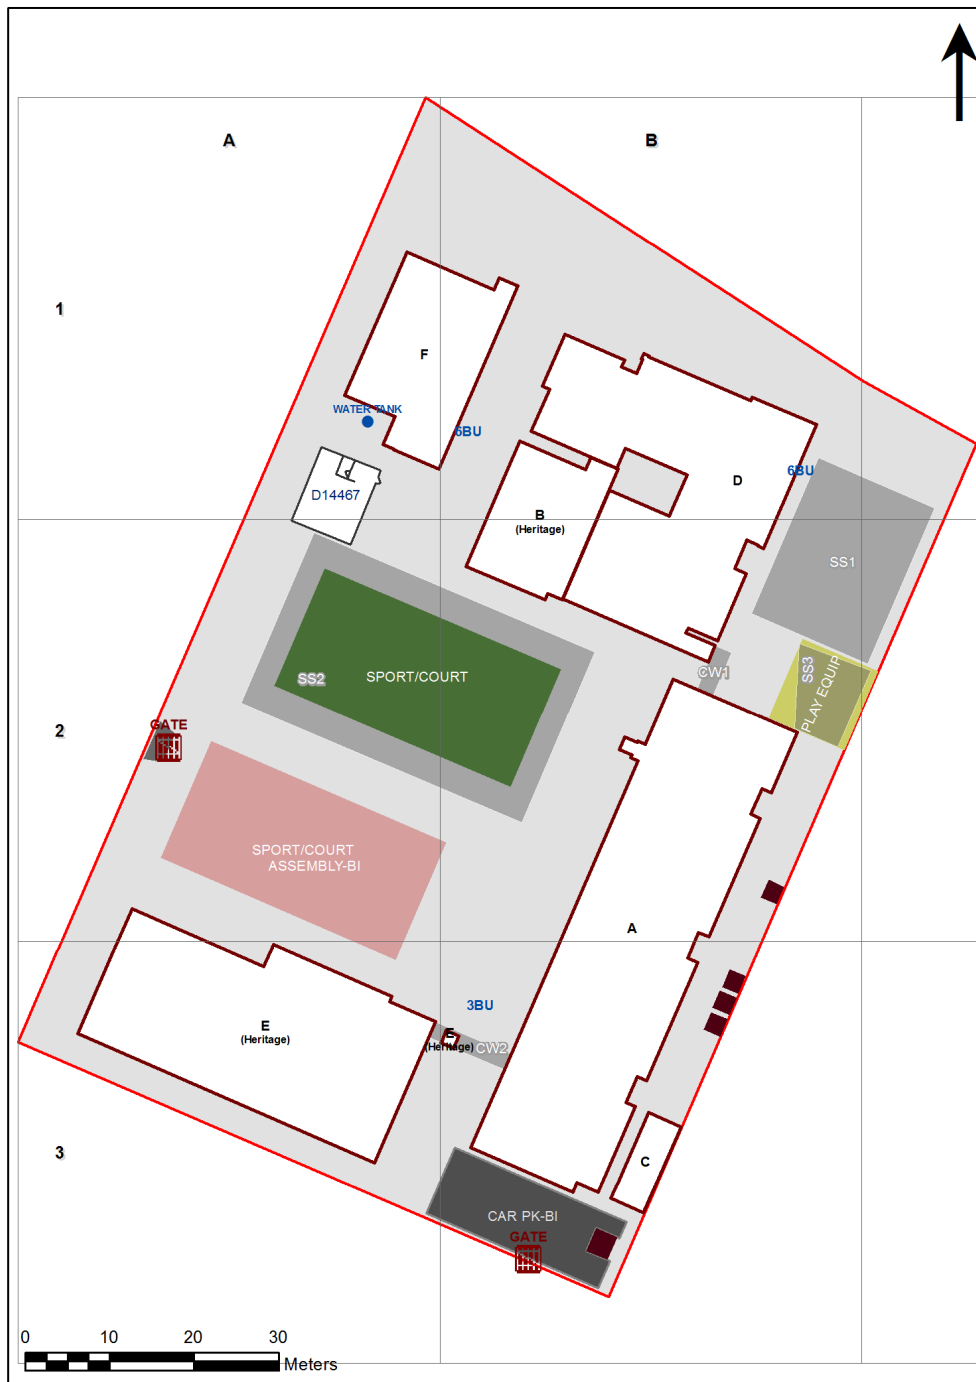 A
B
1
F
WATER TANK
6BU
6BU
D
D14467
B
(Heritage)
SS1
SS3
PLAY EQUIP
CW1
SPORT/COURT
SS2
GATE
2
SPORT/COURT
ASSEMBLY-BI
A
3BU
E
(Heritage)
E
(Heritage)
CW2
3
C
CAR PK-BI
GATE
0 10 20 30
Meters